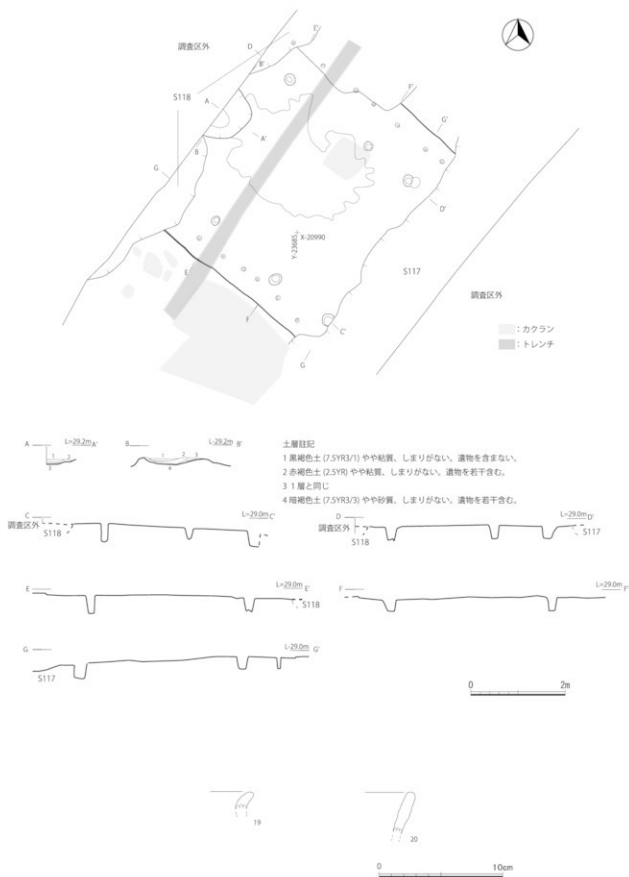 調査区外
D
E'
B'
S118
A
A'
B
F'
G'
G
D'
X-20990
Y-23685
S117
調査区外
E
F
C'
G
：カクラン
：トレンチ
A L=29.2m A'
1 2
3
B L-29.2m B'
1 2 3
4
土層註記
1 黒褐色土 (7.5YR3/1) やや粘質、しまりがない。遺物を含まない。
2 赤褐色土 (2.5YR) やや粘質、しまりがない。遺物を若干含む。
3 1層と同じ
4 暗褐色土 (7.5YR3/3) やや砂質、しまりがない。遺物を若干含む。
C L=29.0m C'
調査区外
S118
D L=29.0m D'
調査区外
S118
S117
E L=29.0m E'
S118
F L=29.0m F'
G L-29.0m G'
S117
0 2m
19
20
0 10cm